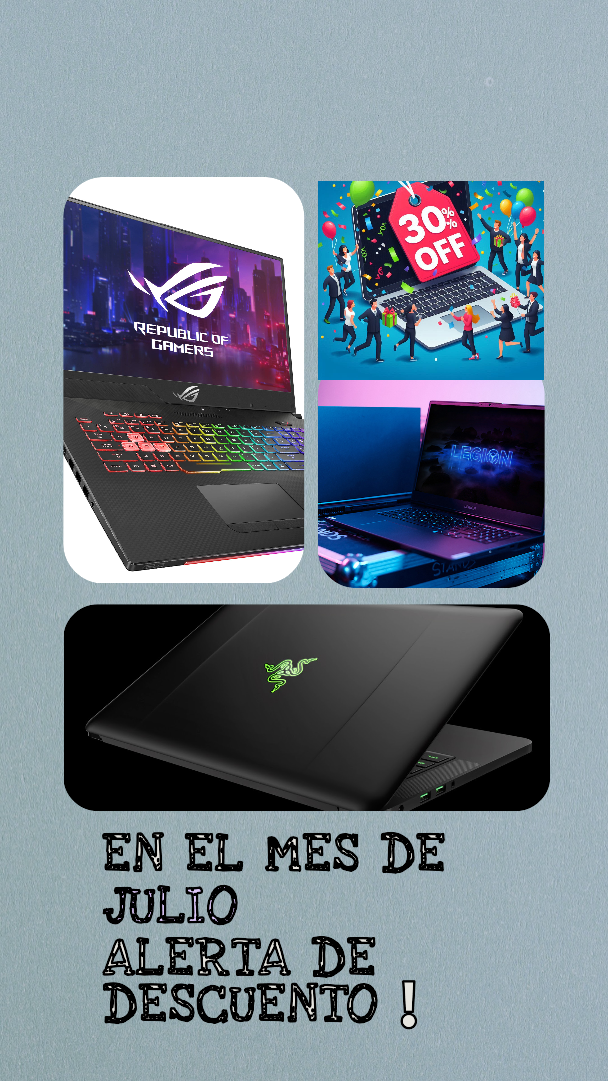 REPUBLIC OF
GAMERS
30%
OFF
LEGION
EN EL MES DE
JULIO
ALERTA DE
DESCUENTO !